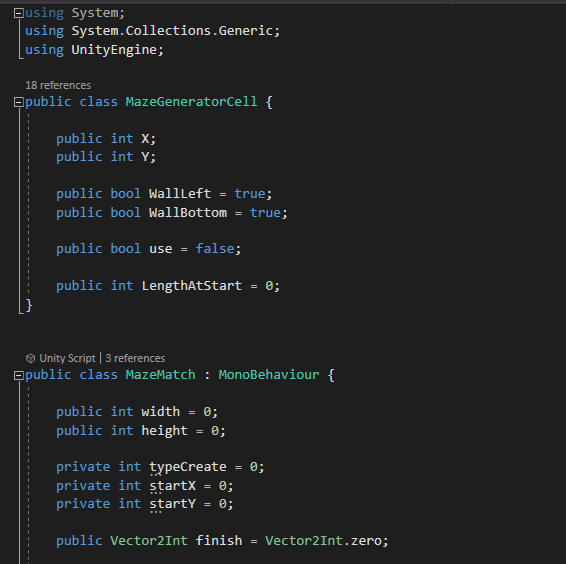 using System;
using System.Collections.Generic;
using UnityEngine;
18 references
public class MazeGeneratorCell {
public int X;
public int Y;
public bool WallLeft = true;
public bool WallBottom = true;
public bool use = false;
public int LengthAtStart = 0;
}
Unity Script | 3 references
public class MazeMatch : MonoBehaviour {
public int width = 0;
public int height = 0;
private int typeCreate = 0;
private int startX = 0;
private int startY = 0;
public Vector2Int finish = Vector2Int.zero;